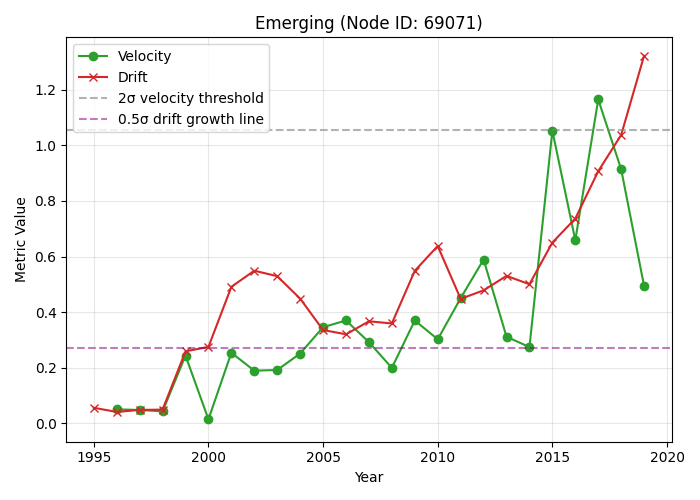 Emerging (Node ID: 69071)
Velocity
Drift
2σ velocity threshold
0.5σ drift growth line
Metric Value
1.2
1.0
0.8
0.6
0.4
0.2
0.0
1995 2000 2005 2010 2015 2020
Year